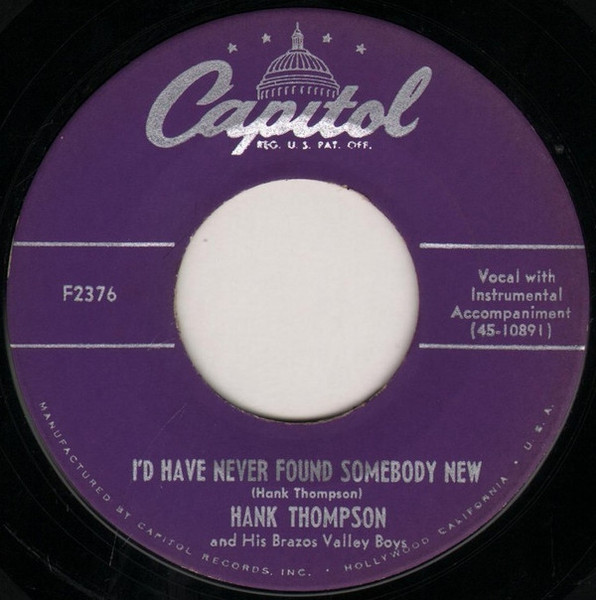 Capitol
REG. U. S. PAT. OFF.
F2376
Vocal with
Instrumental
Accompaniment
(45-10891)
I'D HAVE NEVER FOUND SOMEBODY NEW
(Hank Thompson)
HANK THOMPSON
and His Brazos Valley Boys
MANUFACTURED BY CAPITOL RECORDS, INC. • HOLLYWOOD CALIFORNIA • U.S.A.